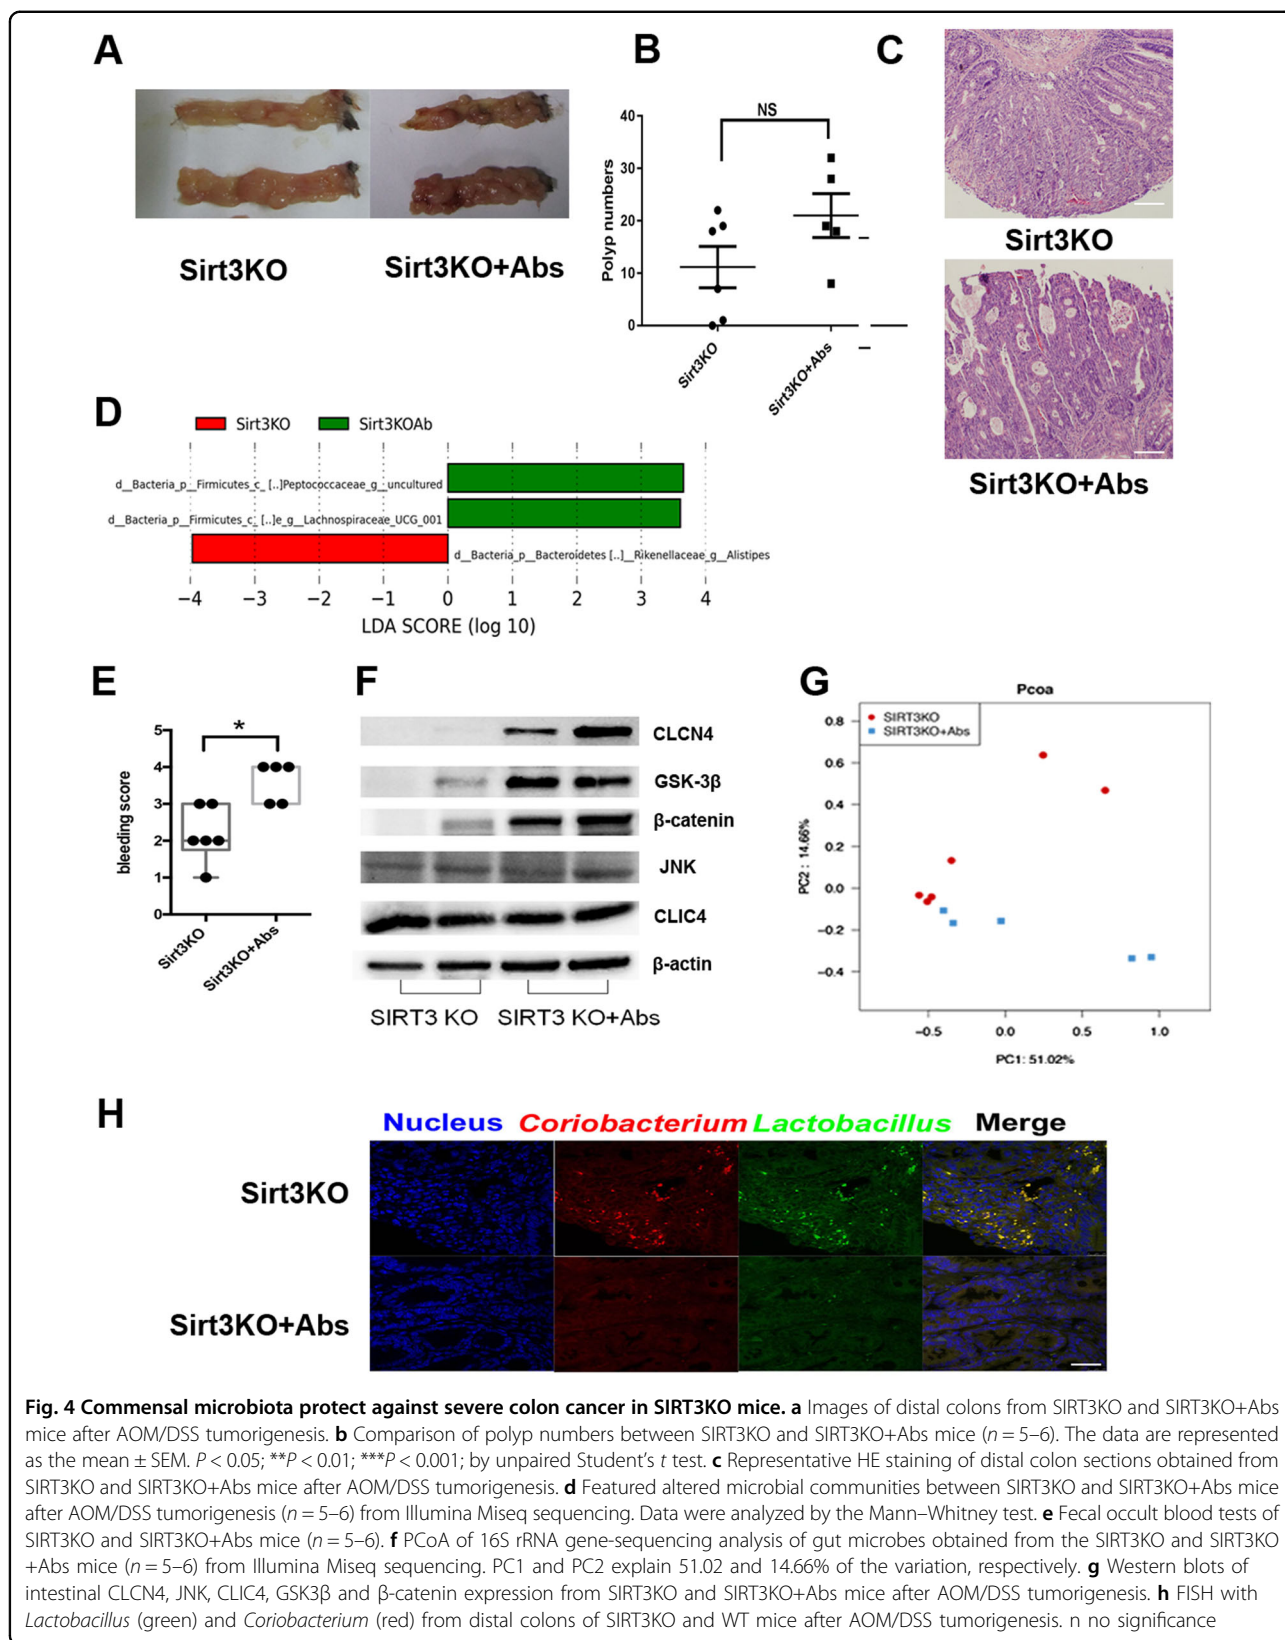 A
B
C
Sirt3KO
Sirt3KO+Abs
NS
40
30
20
10
0
Polyp numbers
Sirt3KO
Sirt3KO+Abs
Sirt3KO
Sirt3KO+Abs
D
Sirt3KO
Sirt3KOAb
d__Bacteria_p__Firmicutes_c_ [..]Peptococcaceae_g__uncultured
d__Bacteria_p__Firmicutes_c_ [..]e_g__Lachnospiraceae_UCG_001
d__Bacteria_p__Bacteroidetes [..]__Rikenellaceae_g__Alistipes
−4 −3 −2 −1 0 1 2 3 4
LDA SCORE (log 10)
E
5
4
3
2
1
0
*
bleeding score
Sirt3KO
Sirt3KO+Abs
F
CLCN4
GSK-3β
β-catenin
JNK
CLIC4
β-actin
SIRT3 KO SIRT3 KO+Abs
G
Pcoa
SIRT3KO
SIRT3KO+Abs
0.8
0.6
0.4
0.2
0.0
−0.2
−0.4
PC2 : 14.66%
−0.5 0.0 0.5 1.0
PC1: 51.02%
H
Nucleus Coriobacterium Lactobacillus Merge
Sirt3KO
Sirt3KO+Abs
Fig. 4 Commensal microbiota protect against severe colon cancer in SIRT3KO mice. a Images of distal colons from SIRT3KO and SIRT3KO+Abs
mice after AOM/DSS tumorigenesis. b Comparison of polyp numbers between SIRT3KO and SIRT3KO+Abs mice (n = 5–6). The data are represented
as the mean ± SEM. P < 0.05; **P < 0.01; ***P < 0.001; by unpaired Student’s t test. c Representative HE staining of distal colon sections obtained from
SIRT3KO and SIRT3KO+Abs mice after AOM/DSS tumorigenesis. d Featured altered microbial communities between SIRT3KO and SIRT3KO+Abs mice
after AOM/DSS tumorigenesis (n = 5–6) from Illumina Miseq sequencing. Data were analyzed by the Mann–Whitney test. e Fecal occult blood tests of
SIRT3KO and SIRT3KO+Abs mice (n = 5–6). f PCoA of 16S rRNA gene-sequencing analysis of gut microbes obtained from the SIRT3KO and SIRT3KO
+Abs mice (n = 5–6) from Illumina Miseq sequencing. PC1 and PC2 explain 51.02 and 14.66% of the variation, respectively. g Western blots of
intestinal CLCN4, JNK, CLIC4, GSK3β and β-catenin expression from SIRT3KO and SIRT3KO+Abs mice after AOM/DSS tumorigenesis. h FISH with
Lactobacillus (green) and Coriobacterium (red) from distal colons of SIRT3KO and WT mice after AOM/DSS tumorigenesis. n no significance